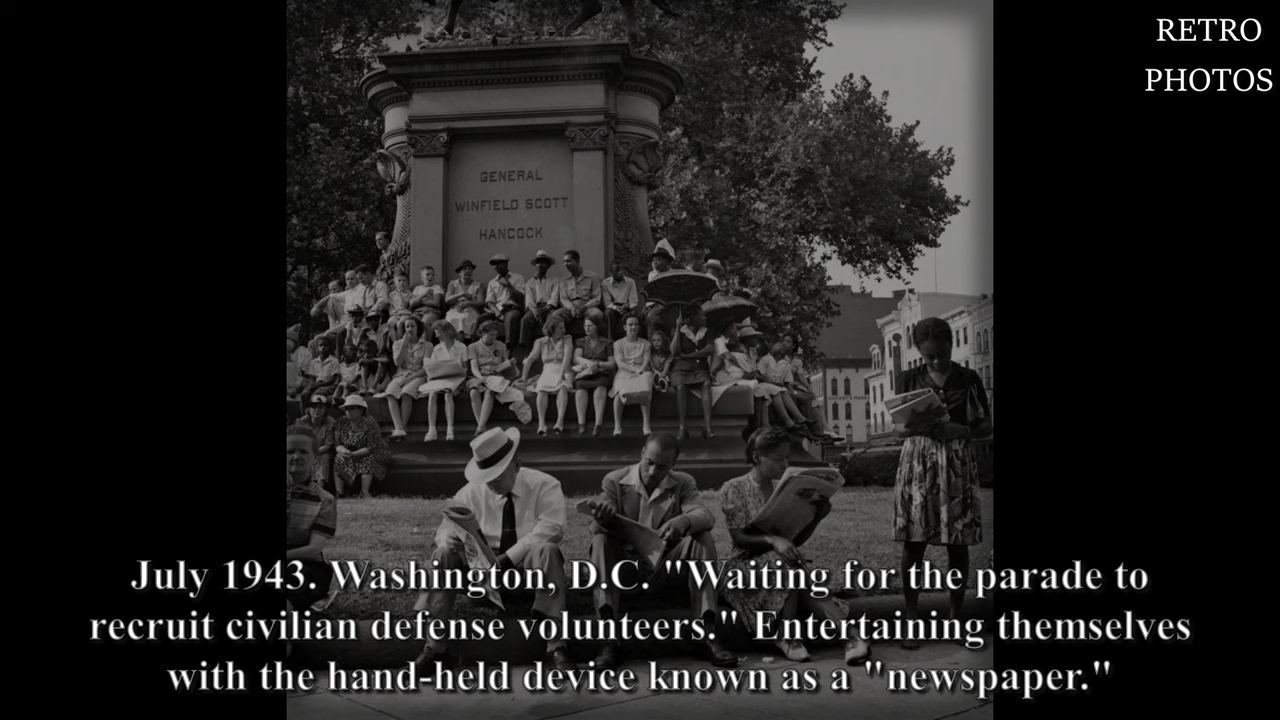 RETRO
PHOTOS
GENERAL
WINFIELD SCOTT
HANCOCK
July 1943. Washington, D.C. "Waiting for the parade to
recruit civilian defense volunteers." Entertaining themselves
with the hand-held device known as a "newspaper."